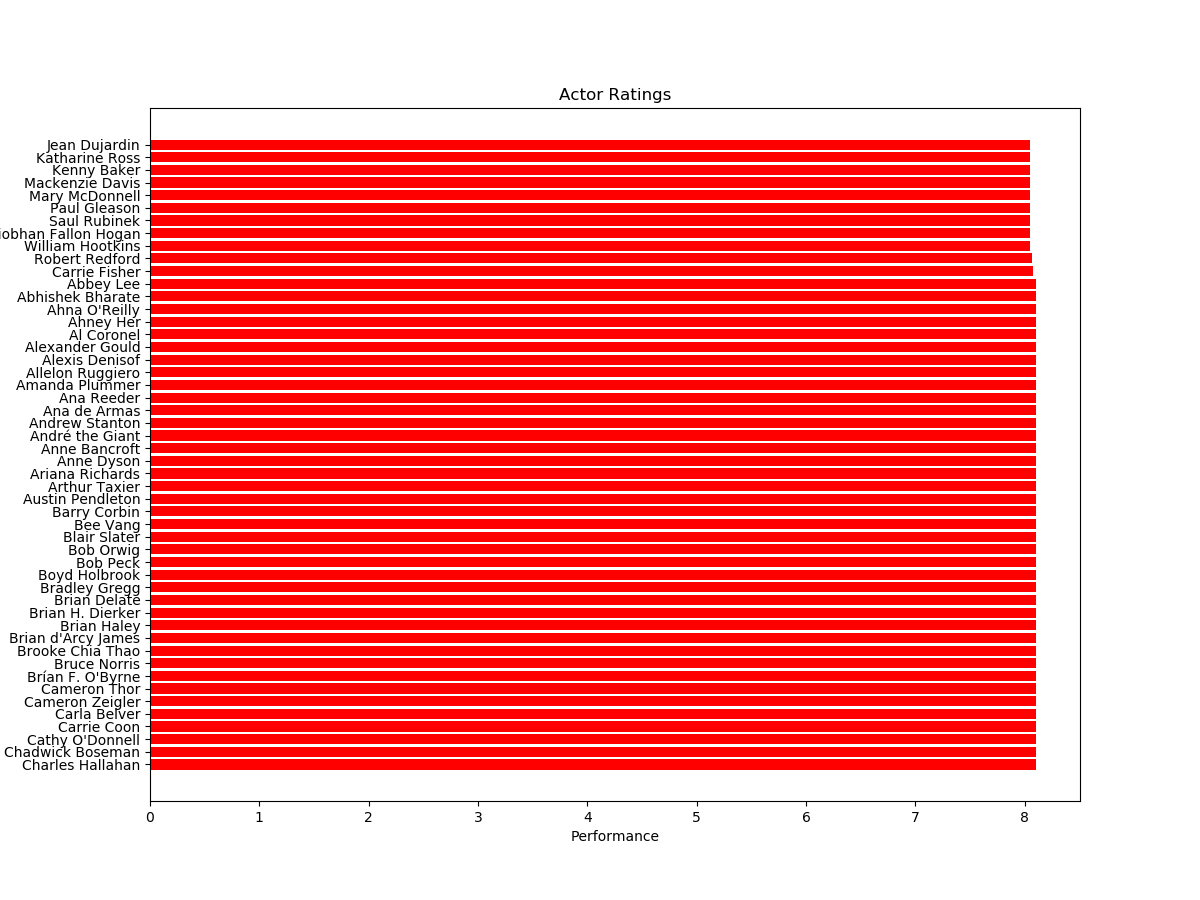 Actor Ratings
Jean Dujardin
Katharine Ross
Kenny Baker
Mackenzie Davis
Mary McDonnell
Paul Gleason
Saul Rubinek
iobhan Fallon Hogan
William Hootkins
Robert Redford
Carrie Fisher
Abbey Lee
Abhishek Bharate
Ahna O'Reilly
Ahney Her
Al Coronel
Alexander Gould
Alexis Denisof
Allelon Ruggiero
Amanda Plummer
Ana Reeder
Ana de Armas
Andrew Stanton
André the Giant
Anne Bancroft
Anne Dyson
Ariana Richards
Arthur Taxier
Austin Pendleton
Barry Corbin
Bee Vang
Blair Slater
Bob Orwig
Bob Peck
Boyd Holbrook
Bradley Gregg
Brian Delate
Brian H. Dierker
Brian Haley
Brian d'Arcy James
Brooke Chia Thao
Bruce Norris
Brían F. O'Byrne
Cameron Thor
Cameron Zeigler
Carla Belver
Carrie Coon
Cathy O'Donnell
Chadwick Boseman
Charles Hallahan
0 1 2 3 4 5 6 7 8
Performance